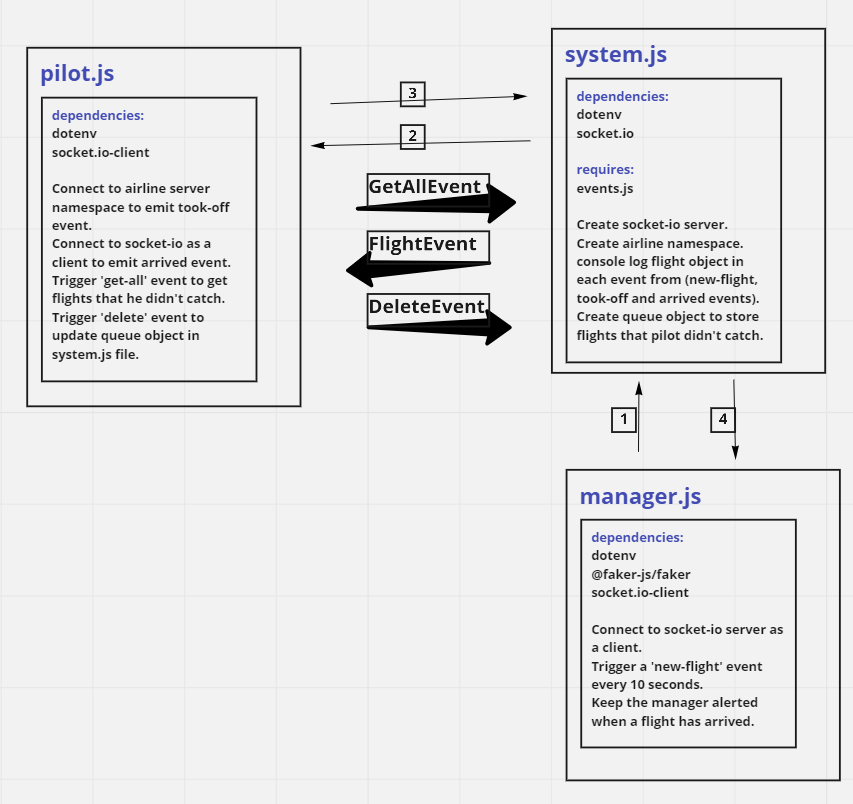 pilot.js
dependencies:
dotenv
socket.io-client
Connect to airline server
namespace to emit took-off
event.
Connect to socket-io as a
client to emit arrived event.
Trigger 'get-all' event to get
flights that he didn't catch.
Trigger 'delete' event to
update queue object in
system.js file.
3
2
GetAllEvent
FlightEvent
DeleteEvent
system.js
dependencies:
dotenv
socket.io
requires:
events.js
Create socket-io server.
Create airline namespace.
console log flight object in
each event from (new-flight,
took-off and arrived events).
Create queue object to store
flights that pilot didn't catch.
1
4
manager.js
dependencies:
dotenv
@faker-js/faker
socket.io-client
Connect to socket-io server as
a client.
Trigger a 'new-flight' event
every 10 seconds.
Keep the manager alerted
when a flight has arrived.